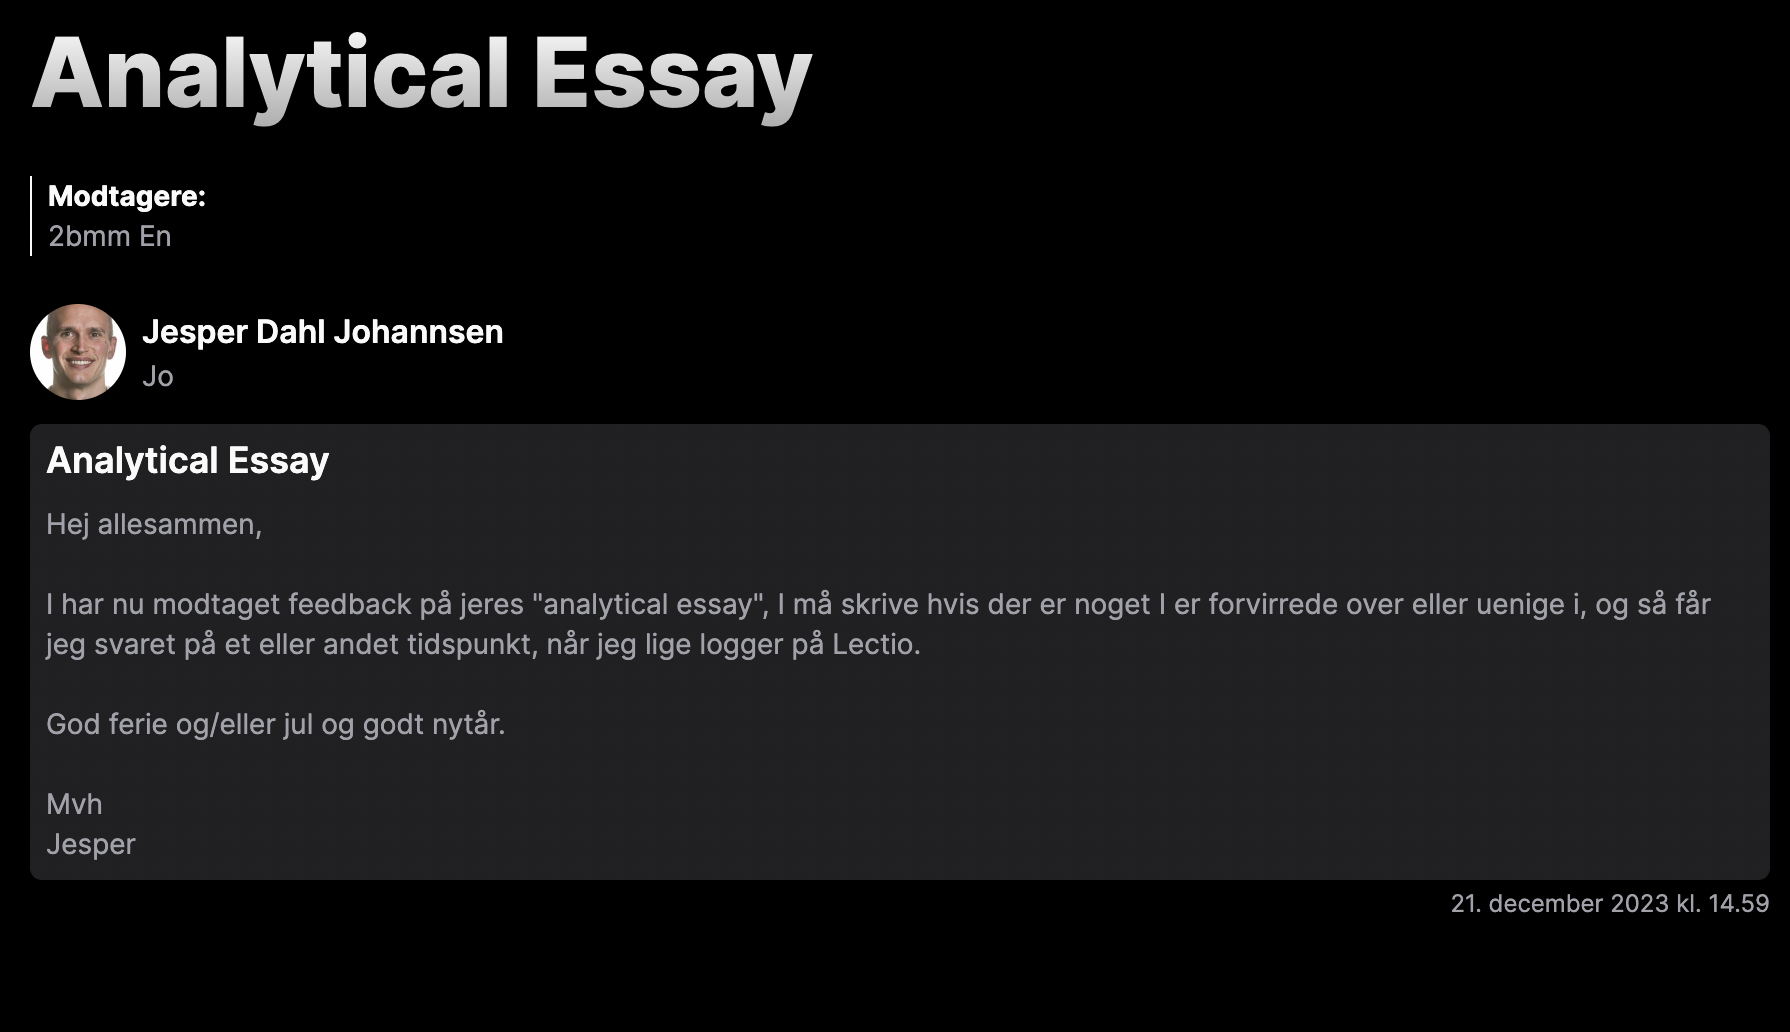 Analytical Essay
Modtagere:
2bmm En
Jesper Dahl Johannsen
Jo
Analytical Essay
Hej allesammen,
I har nu modtaget feedback på jeres "analytical essay", I må skrive hvis der er noget I er forvirrede over eller uenige i, og så får
jeg svaret på et eller andet tidspunkt, når jeg lige logger på Lectio.
God ferie og/eller jul og godt nytår.
Mvh
Jesper
21. december 2023 kl. 14.59